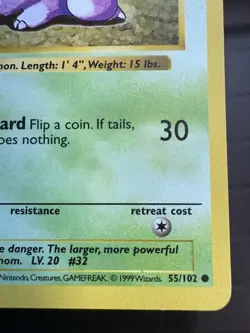 mon. Length: 1' 4", Weight: 15 lbs.
ard Flip a coin. If tails,
oes nothing.
30
resistance
retreat cost
e danger. The larger, more powerful
nom. LV. 20 #32
Nintendo, Creatures, GAMEFREAK. © 1999 Wizards. 55/102